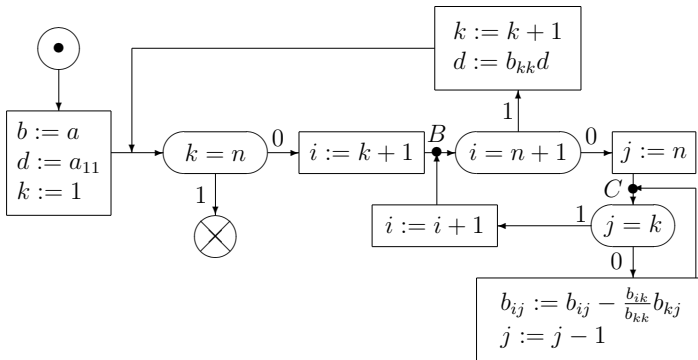 k := k + 1
d := b_{kk}d
b := a
d := a_{11}
k := 1
k = n
0
1
i := k + 1
B
i = n + 1
1
0
j := n
C
j = k
1
0
i := i + 1
b_{ij} := b_{ij} - \frac{b_{ik}}{b_{kk}} b_{kj}
j := j - 1